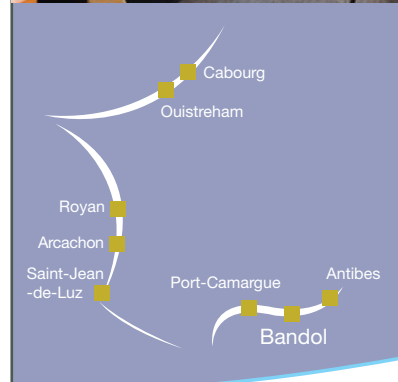 Cabourg
Ouistreham
Royan
Arcachon
Saint-Jean
-de-Luz
Port-Camargue
Antibes
Bandol